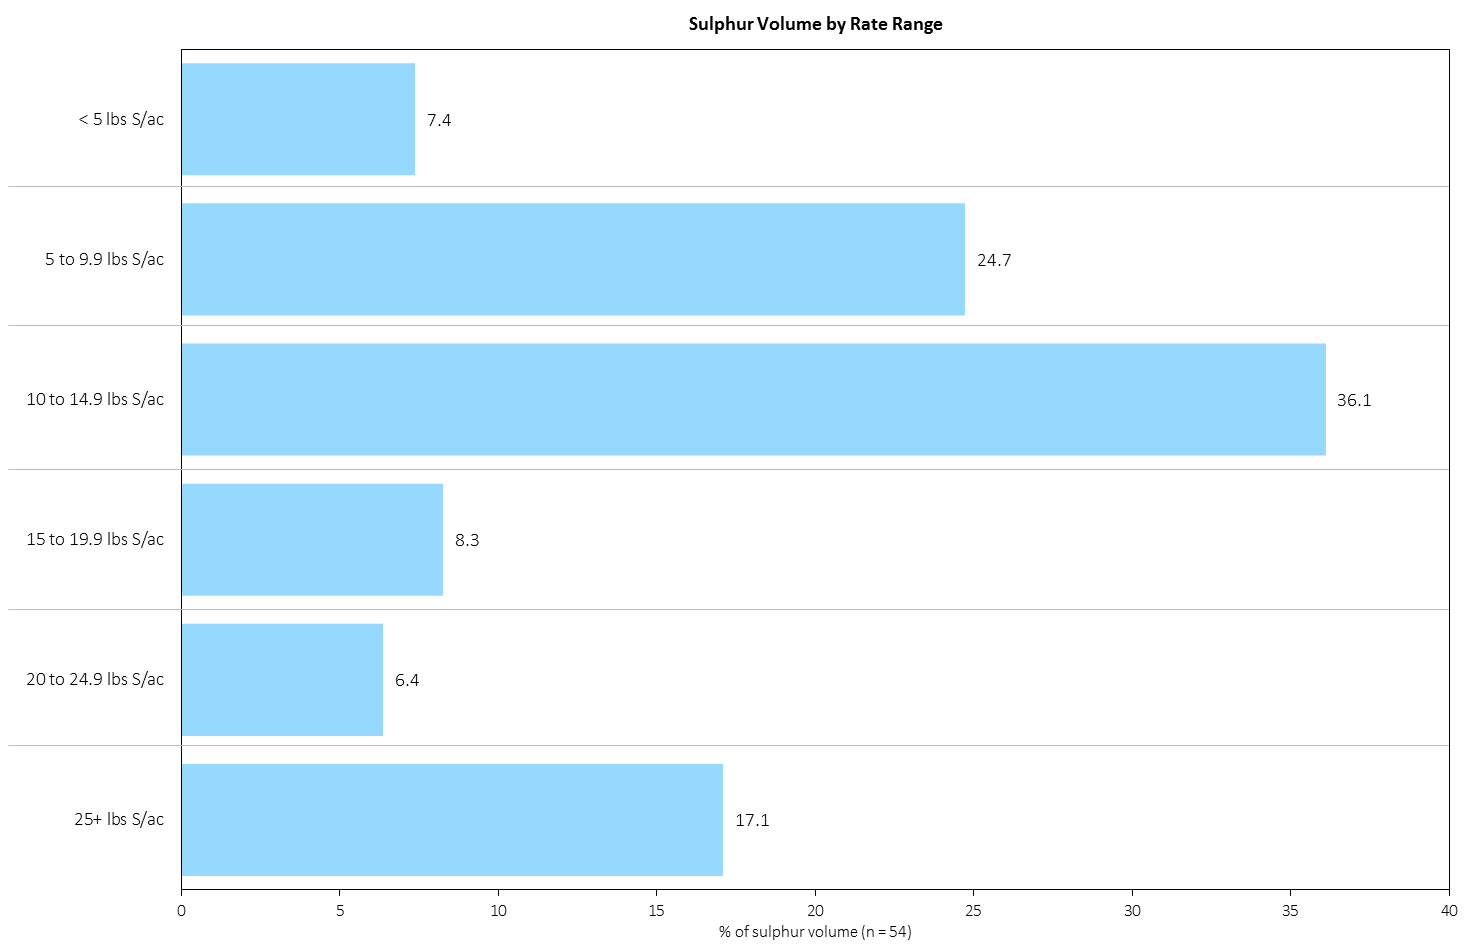 Sulphur Volume by Rate Range
< 5 lbs S/ac
7.4
5 to 9.9 lbs S/ac
24.7
10 to 14.9 lbs S/ac
36.1
15 to 19.9 lbs S/ac
8.3
20 to 24.9 lbs S/ac
6.4
25+ lbs S/ac
17.1
0 5 10 15 20 25 30 35 40
% of sulphur volume (n = 54)